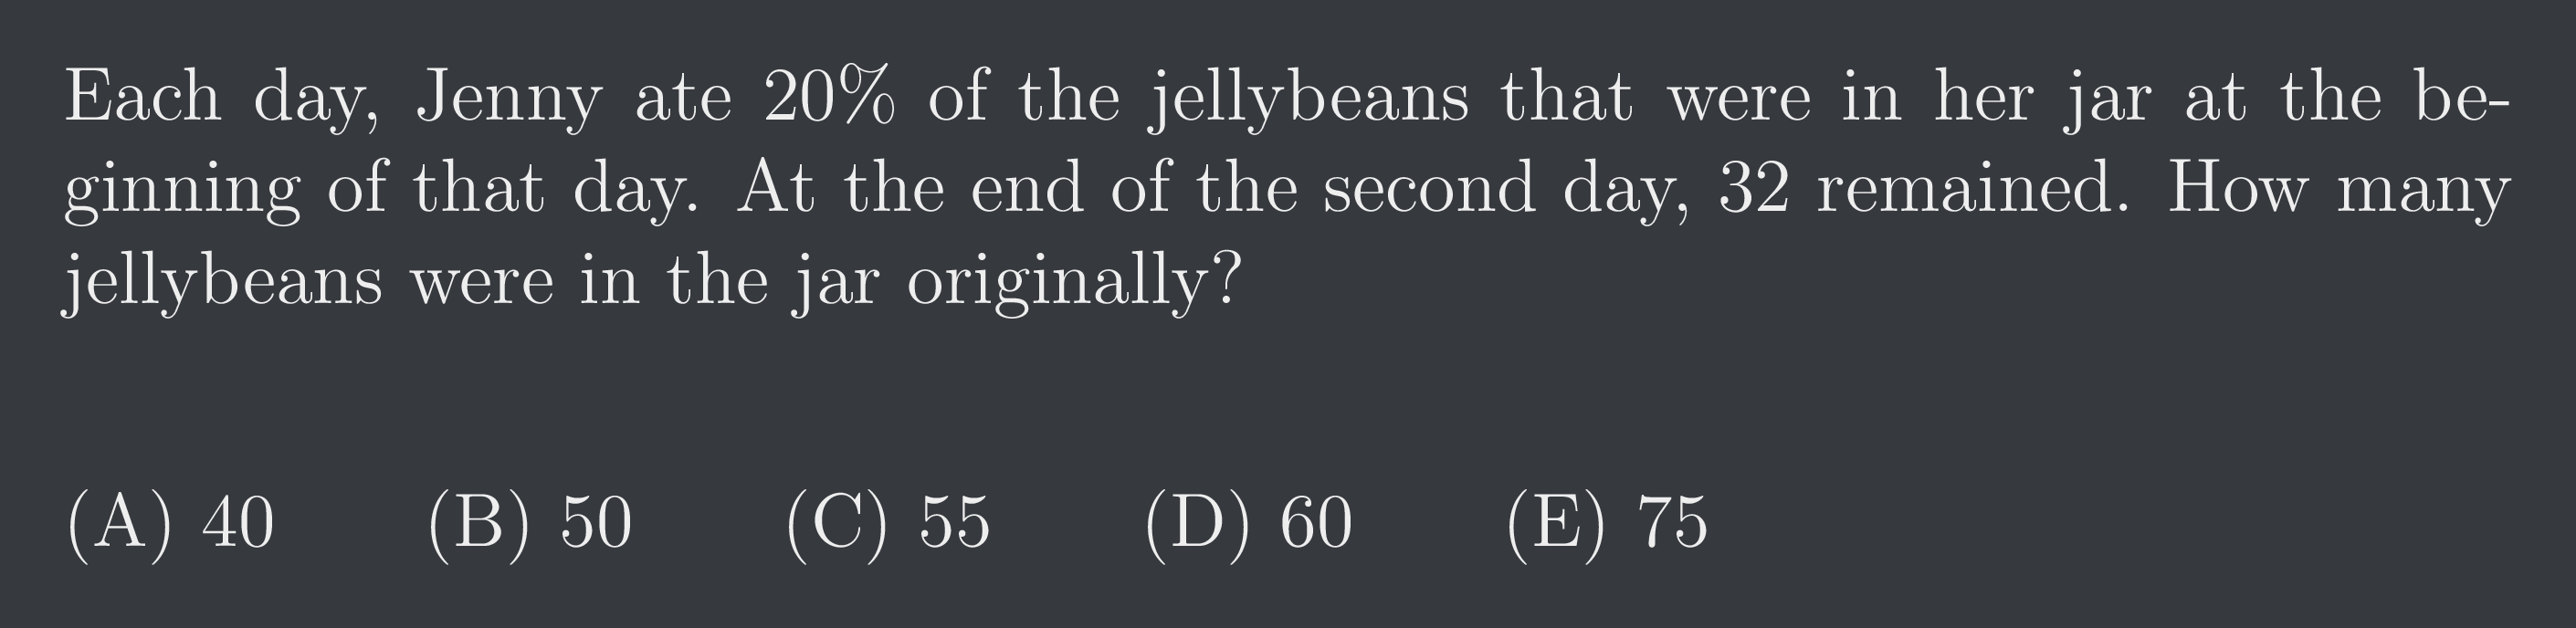 Each day, Jenny ate 20% of the jellybeans that were in her jar at the be-
ginning of that day. At the end of the second day, 32 remained. How many
jellybeans were in the jar originally?
(A) 40 (B) 50 (C) 55 (D) 60 (E) 75